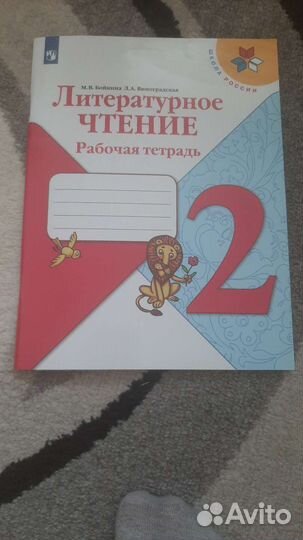 ШКОЛА РОССИИ
М.В. Бойкина Л.А. Виноградская
Литературное
ЧТЕНИЕ
Рабочая тетрадь
2
Avito